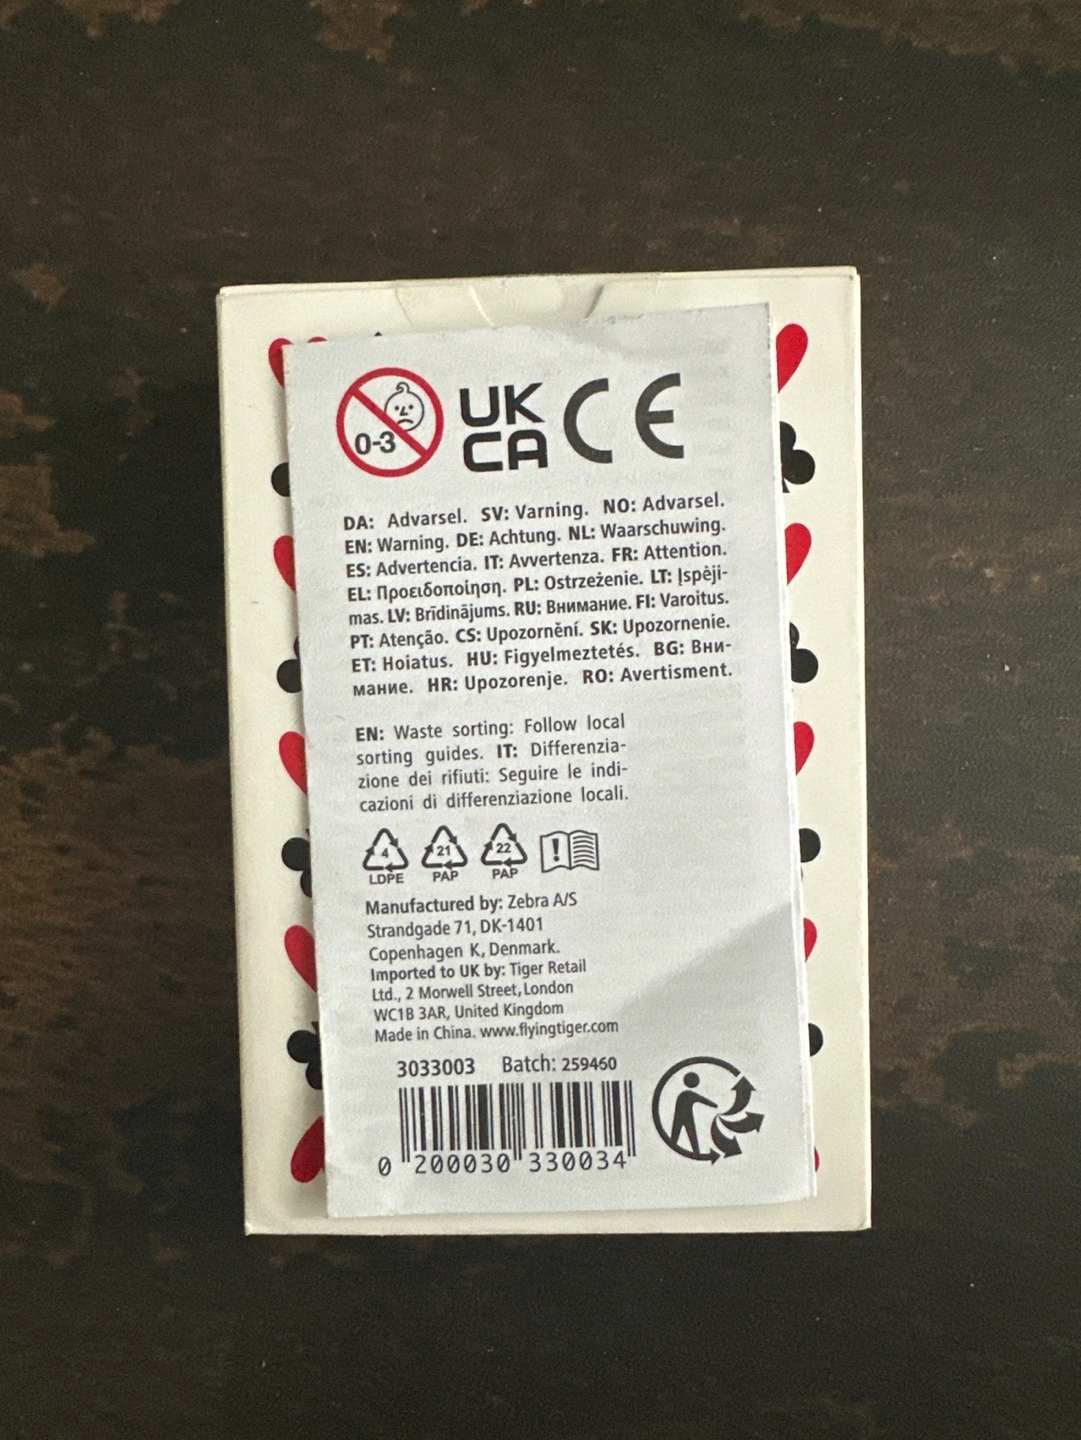 0-3
UK
CA
CE
DA: Advarsel. SV: Varning. NO: Advarsel.
EN: Warning. DE: Achtung. NL: Waarschuwing.
ES: Advertencia. IT: Avvertenza. FR: Attention.
EL: Προειδοποίηση. PL: Ostrzeżenie. LT: Įspėji-
mas. LV: Brīdinājums. RU: Внимание. FI: Varoitus.
PT: Atenção. CS: Upozornění. SK: Upozornenie.
ET: Hoiatus. HU: Figyelmeztetés. BG: Вни-
мание. HR: Upozorenje. RO: Avertisment.
EN: Waste sorting: Follow local
sorting guides. IT: Differenzia-
zione dei rifiuti: Seguire le indi-
cazioni di differenziazione locali.
4 21 22
LDPE PAP PAP
Manufactured by: Zebra A/S
Strandgade 71, DK-1401
Copenhagen K, Denmark.
Imported to UK by: Tiger Retail
Ltd., 2 Morwell Street, London
WC1B 3AR, United Kingdom
Made in China. www.flyingtiger.com
3033003 Batch: 259460
0 200030 330034